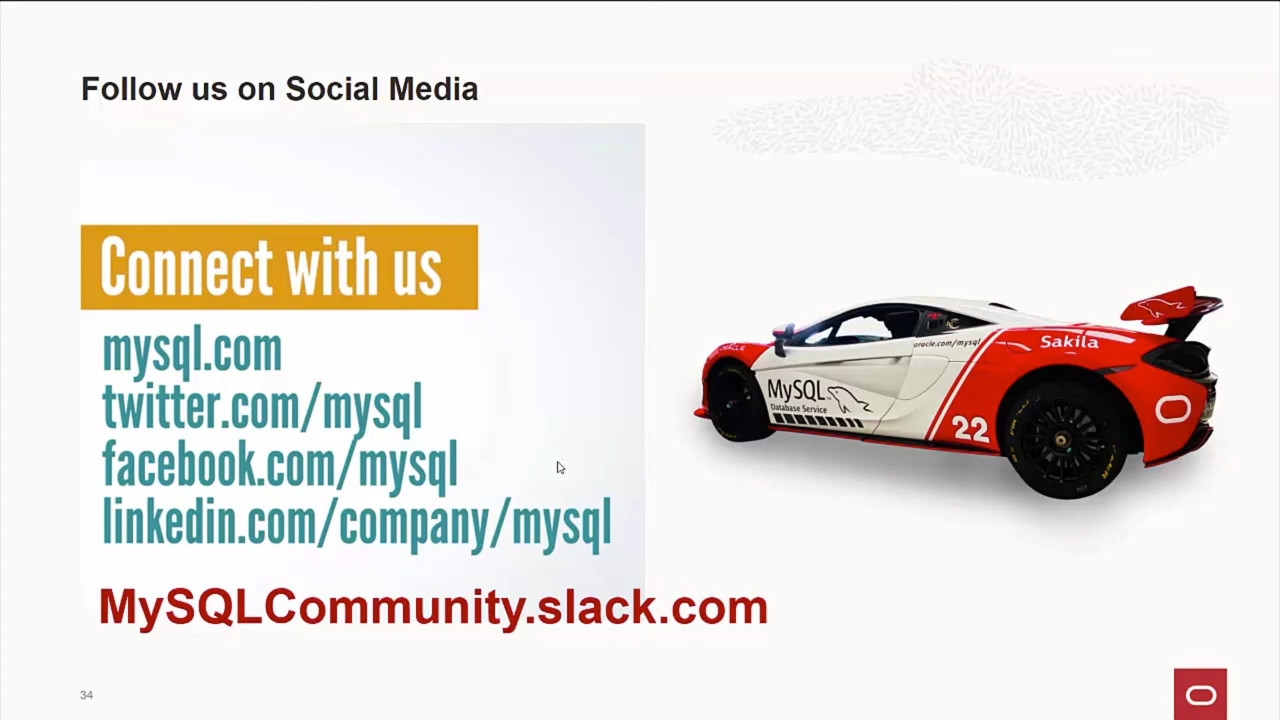 Follow us on Social Media
Connect with us
mysql.com
twitter.com/mysql
facebook.com/mysql
linkedin.com/company/mysql
MySQLCommunity.slack.com
ORACLE
oracle.com/mysql
Sakila
MySQL
Database Service
22
34